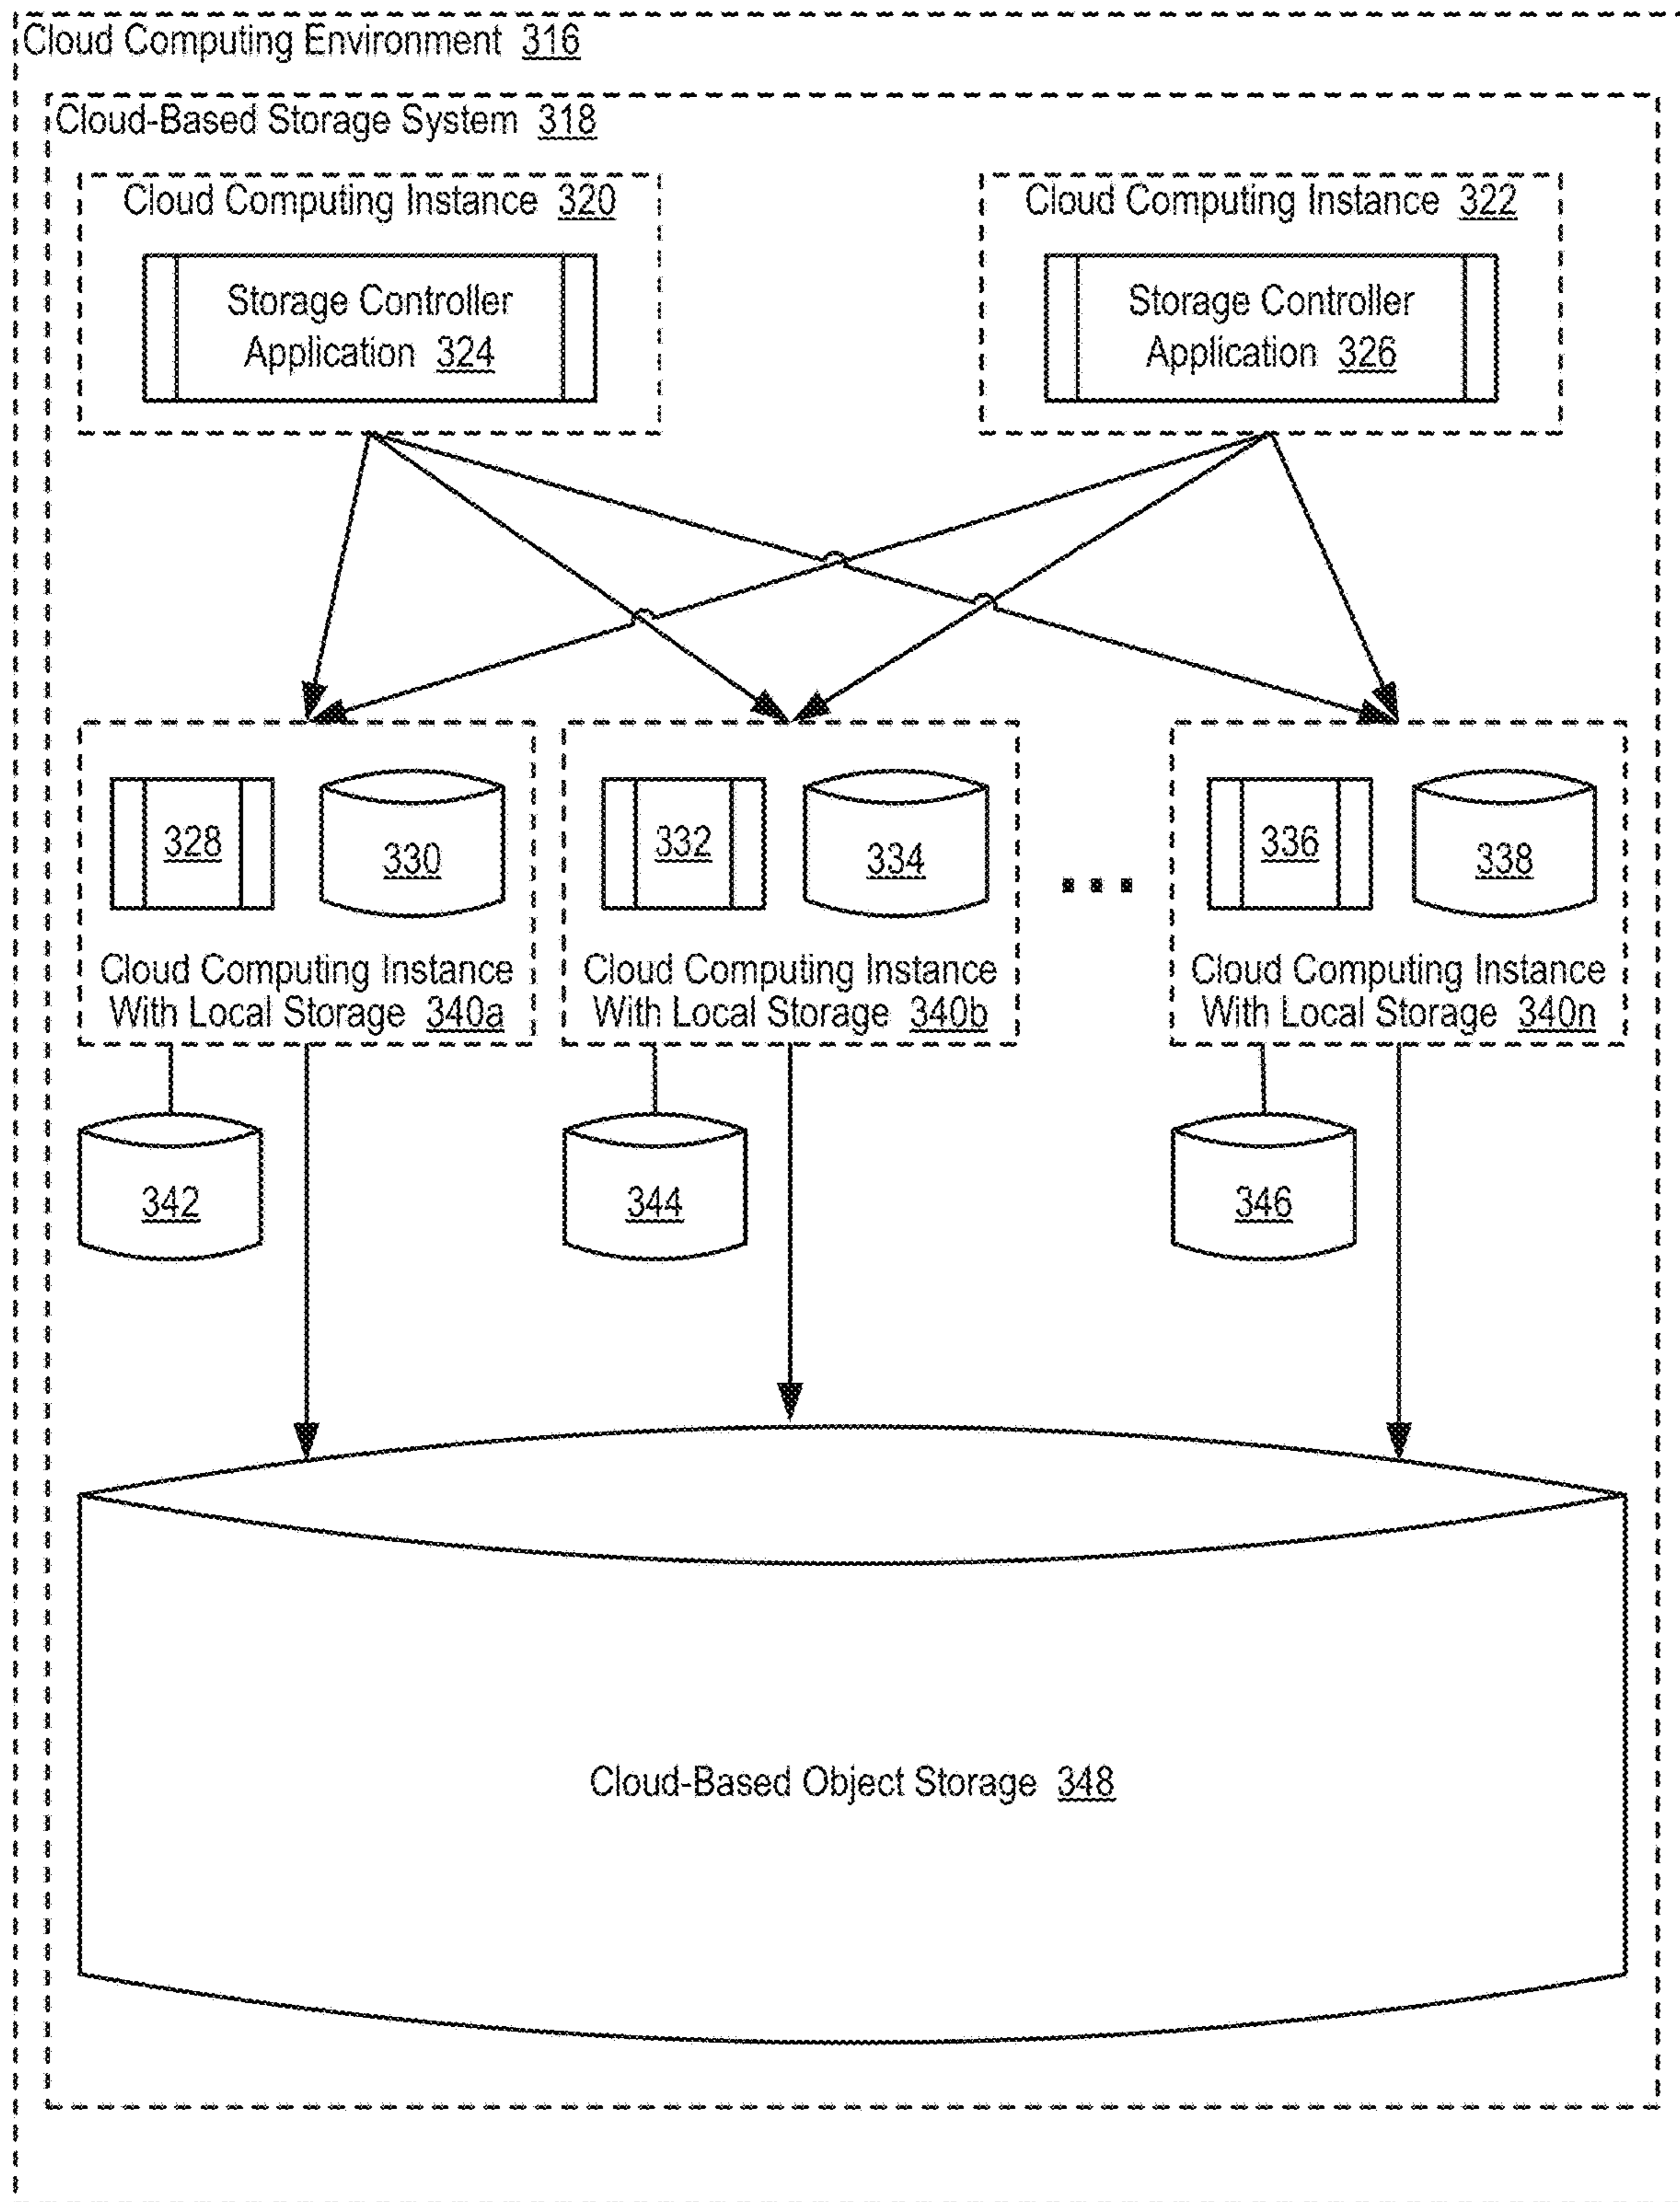 Cloud Computing Environment 316
Cloud-Based Storage System 318
Cloud Computing Instance 320
Storage Controller
Application 324
Cloud Computing Instance 322
Storage Controller
Application 326
328
330
Cloud Computing Instance
With Local Storage 340a
332
334
Cloud Computing Instance
With Local Storage 340b
...
336
338
Cloud Computing Instance
With Local Storage 340n
342
344
346
Cloud-Based Object Storage 348